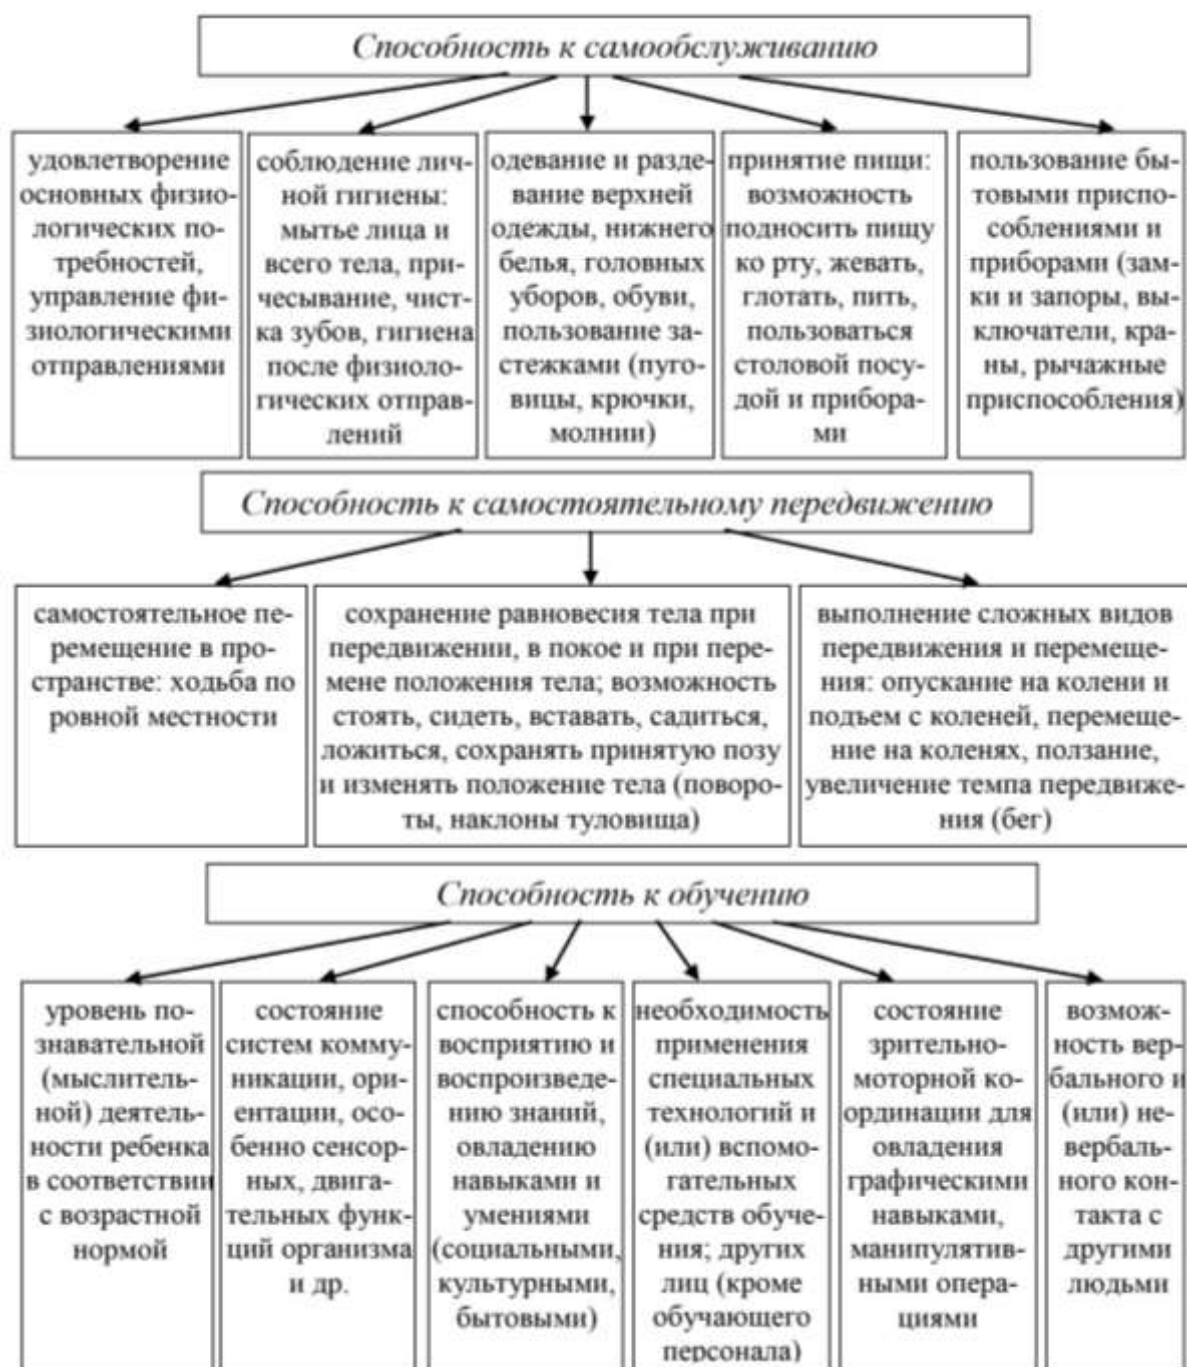 Способность к самообслуживанию
удовлетворение
основных физио-
логических по-
требностей,
управление фи-
зиологическими
отправлениями
соблюдение лич-
ной гигиены:
мытье лица и
всего тела, при-
чесывание, чист-
ка зубов, гигиена
после физиоло-
гических отправ-
лений
одевание и разде-
вание верхней
одежды, нижнего
белья, головных
уборов, обуви,
пользование за-
стежками (пуго-
вицы, крючки,
молнии)
принятие пищи:
возможность
подносить пищу
ко рту, жевать,
глотать, пить,
пользоваться
столовой посу-
дой и прибора-
ми
пользование бы-
товыми приспо-
соблениями и
приборами (зам-
ки и запоры, вы-
ключатели, кра-
ны, рычажные
приспособления)
Способность к самостоятельному передвижению
самостоятельное пе-
ремещение в про-
странстве: ходьба по
ровной местности
сохранение равновесия тела при
передвижении, в покое и при пере-
мене положения тела; возможность
стоять, сидеть, вставать, садиться,
ложиться, сохранять принятую позу
и изменять положение тела (поворо-
ты, наклоны туловища)
выполнение сложных видов
передвижения и перемеще-
ния: опускание на колени и
подъем с коленей, перемеще-
ние на коленях, ползание,
увеличение темпа передвиже-
ния (бег)
Способность к обучению
уровень по-
знавательной
(мыслитель-
ной) деятель-
ности ребенка
в соответствии
с возрастной
нормой
состояние
систем комму-
никации, ори-
ентации, осо-
бенно сенсор-
ных, двига-
тельных функ-
ций организма
и др.
способность к
восприятию и
воспроизведе-
нию знаний,
овладению
навыками и
умениями
(социальными,
культурными,
бытовыми)
необходимость
применения
специальных
технологий и
(или) вспомо-
гательных
средств обуче-
ния; других
лиц (кроме
обучающего
персонала)
состояние
зрительно-
моторной ко-
ординации для
овладения
графическими
навыками,
манипулятив-
ными опера-
циями
возмож-
ность вер-
бального и
(или) не-
вербаль-
ного кон-
такта с
другими
людьми